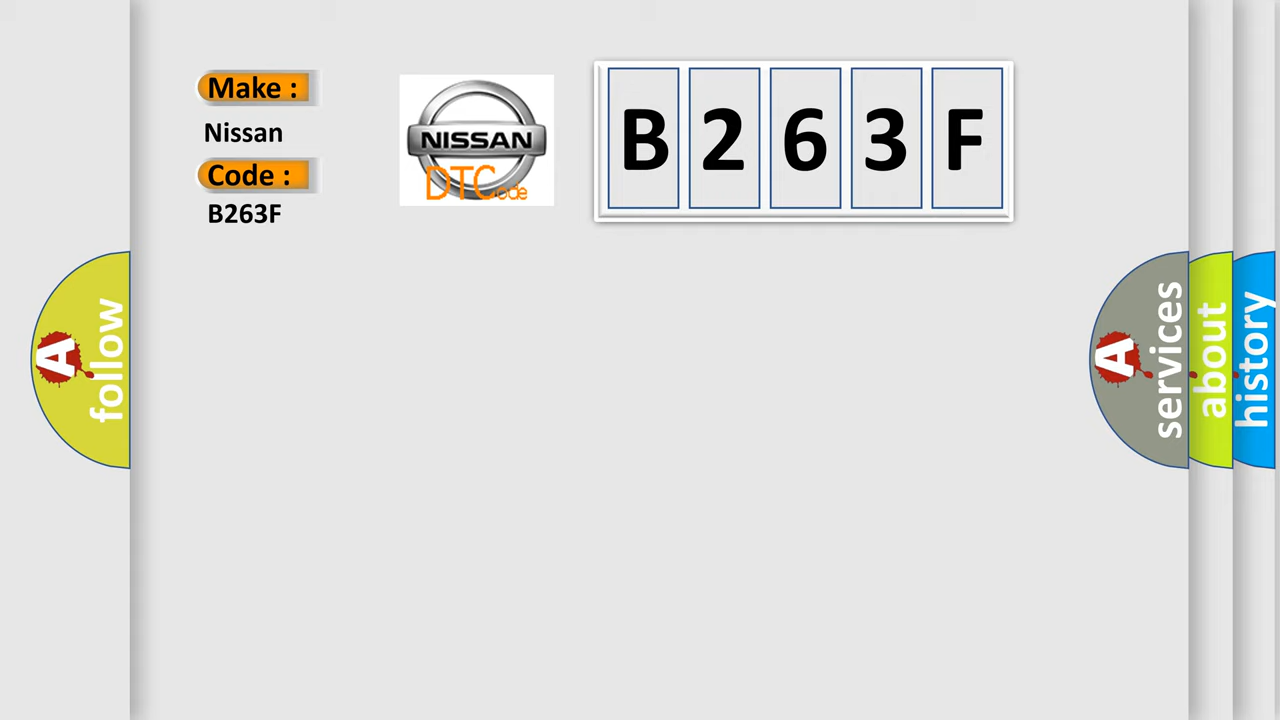 Make :
Nissan
Code :
B263F
NISSAN
DTCode
B 2 6 3 F
A follow
A services
about
history